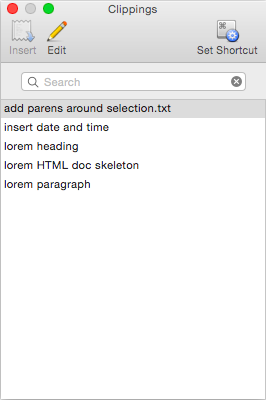 Clippings
Insert Edit Set Shortcut
Search
add parens around selection.txt
insert date and time
lorem heading
lorem HTML doc skeleton
lorem paragraph